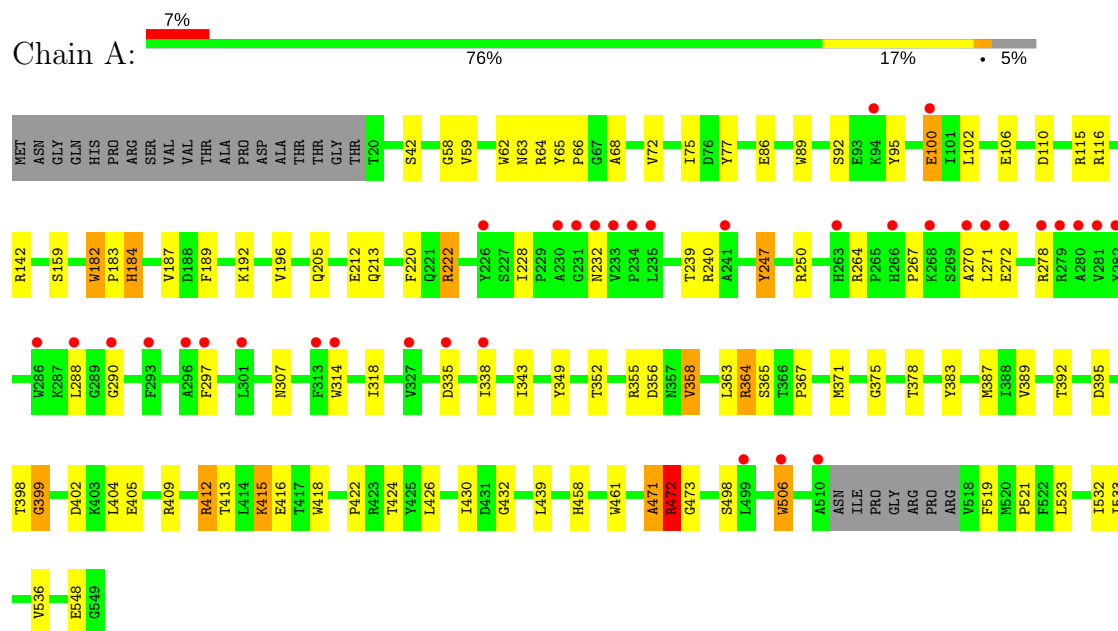 7%
Chain A:
76% 17% • 5%
MET ASN GLY GLN HIS PRO ARG SER VAL VAL THR ALA PRO ASP ALA THR THR GLY THR T20 S42 G58 V59 W62 N63 R64 Y65 P66 G67 A68 V72 I75 D76 Y77 E86 W89 S92 E93 K94 Y95 E100 I101 L102 E106 D110 R115 R116
R142 S159 W182 P183 H184 V187 D188 F189 K192 V196 Q205 E212 Q213 F220 Q221 R222 Y226 S227 I228 P229 A230 G231 N232 V233 P234 L235 T239 R240 A241 Y247 R250 H263 R264 P265 H266 P267 K268 S269 A270 L271 E272 R278 R279 A280 V281
W286 K287 L288 G289 G290 F293 A296 F297 L301 N307 F313 W314 I318 V327 D335 I338 I343 Y349 T352 R355 D356 N357 V358 L363 R364 S365 T366 P367 M371 G375 T378 Y383 M387 I388 V389 T392 D395
T398 G399 D402 K403 L404 E405 R409 R412 T413 L414 K415 E416 T417 W418 P422 R423 T424 Y425 L426 I430 D431 G432 L439 H458 W461 A471 R472 G473 S498 L499 W506 A510 ASN ILE PRO GLY ARG PRO ARG V518 F519 M520 P521 F522 L523 I532
V536 E548 G549